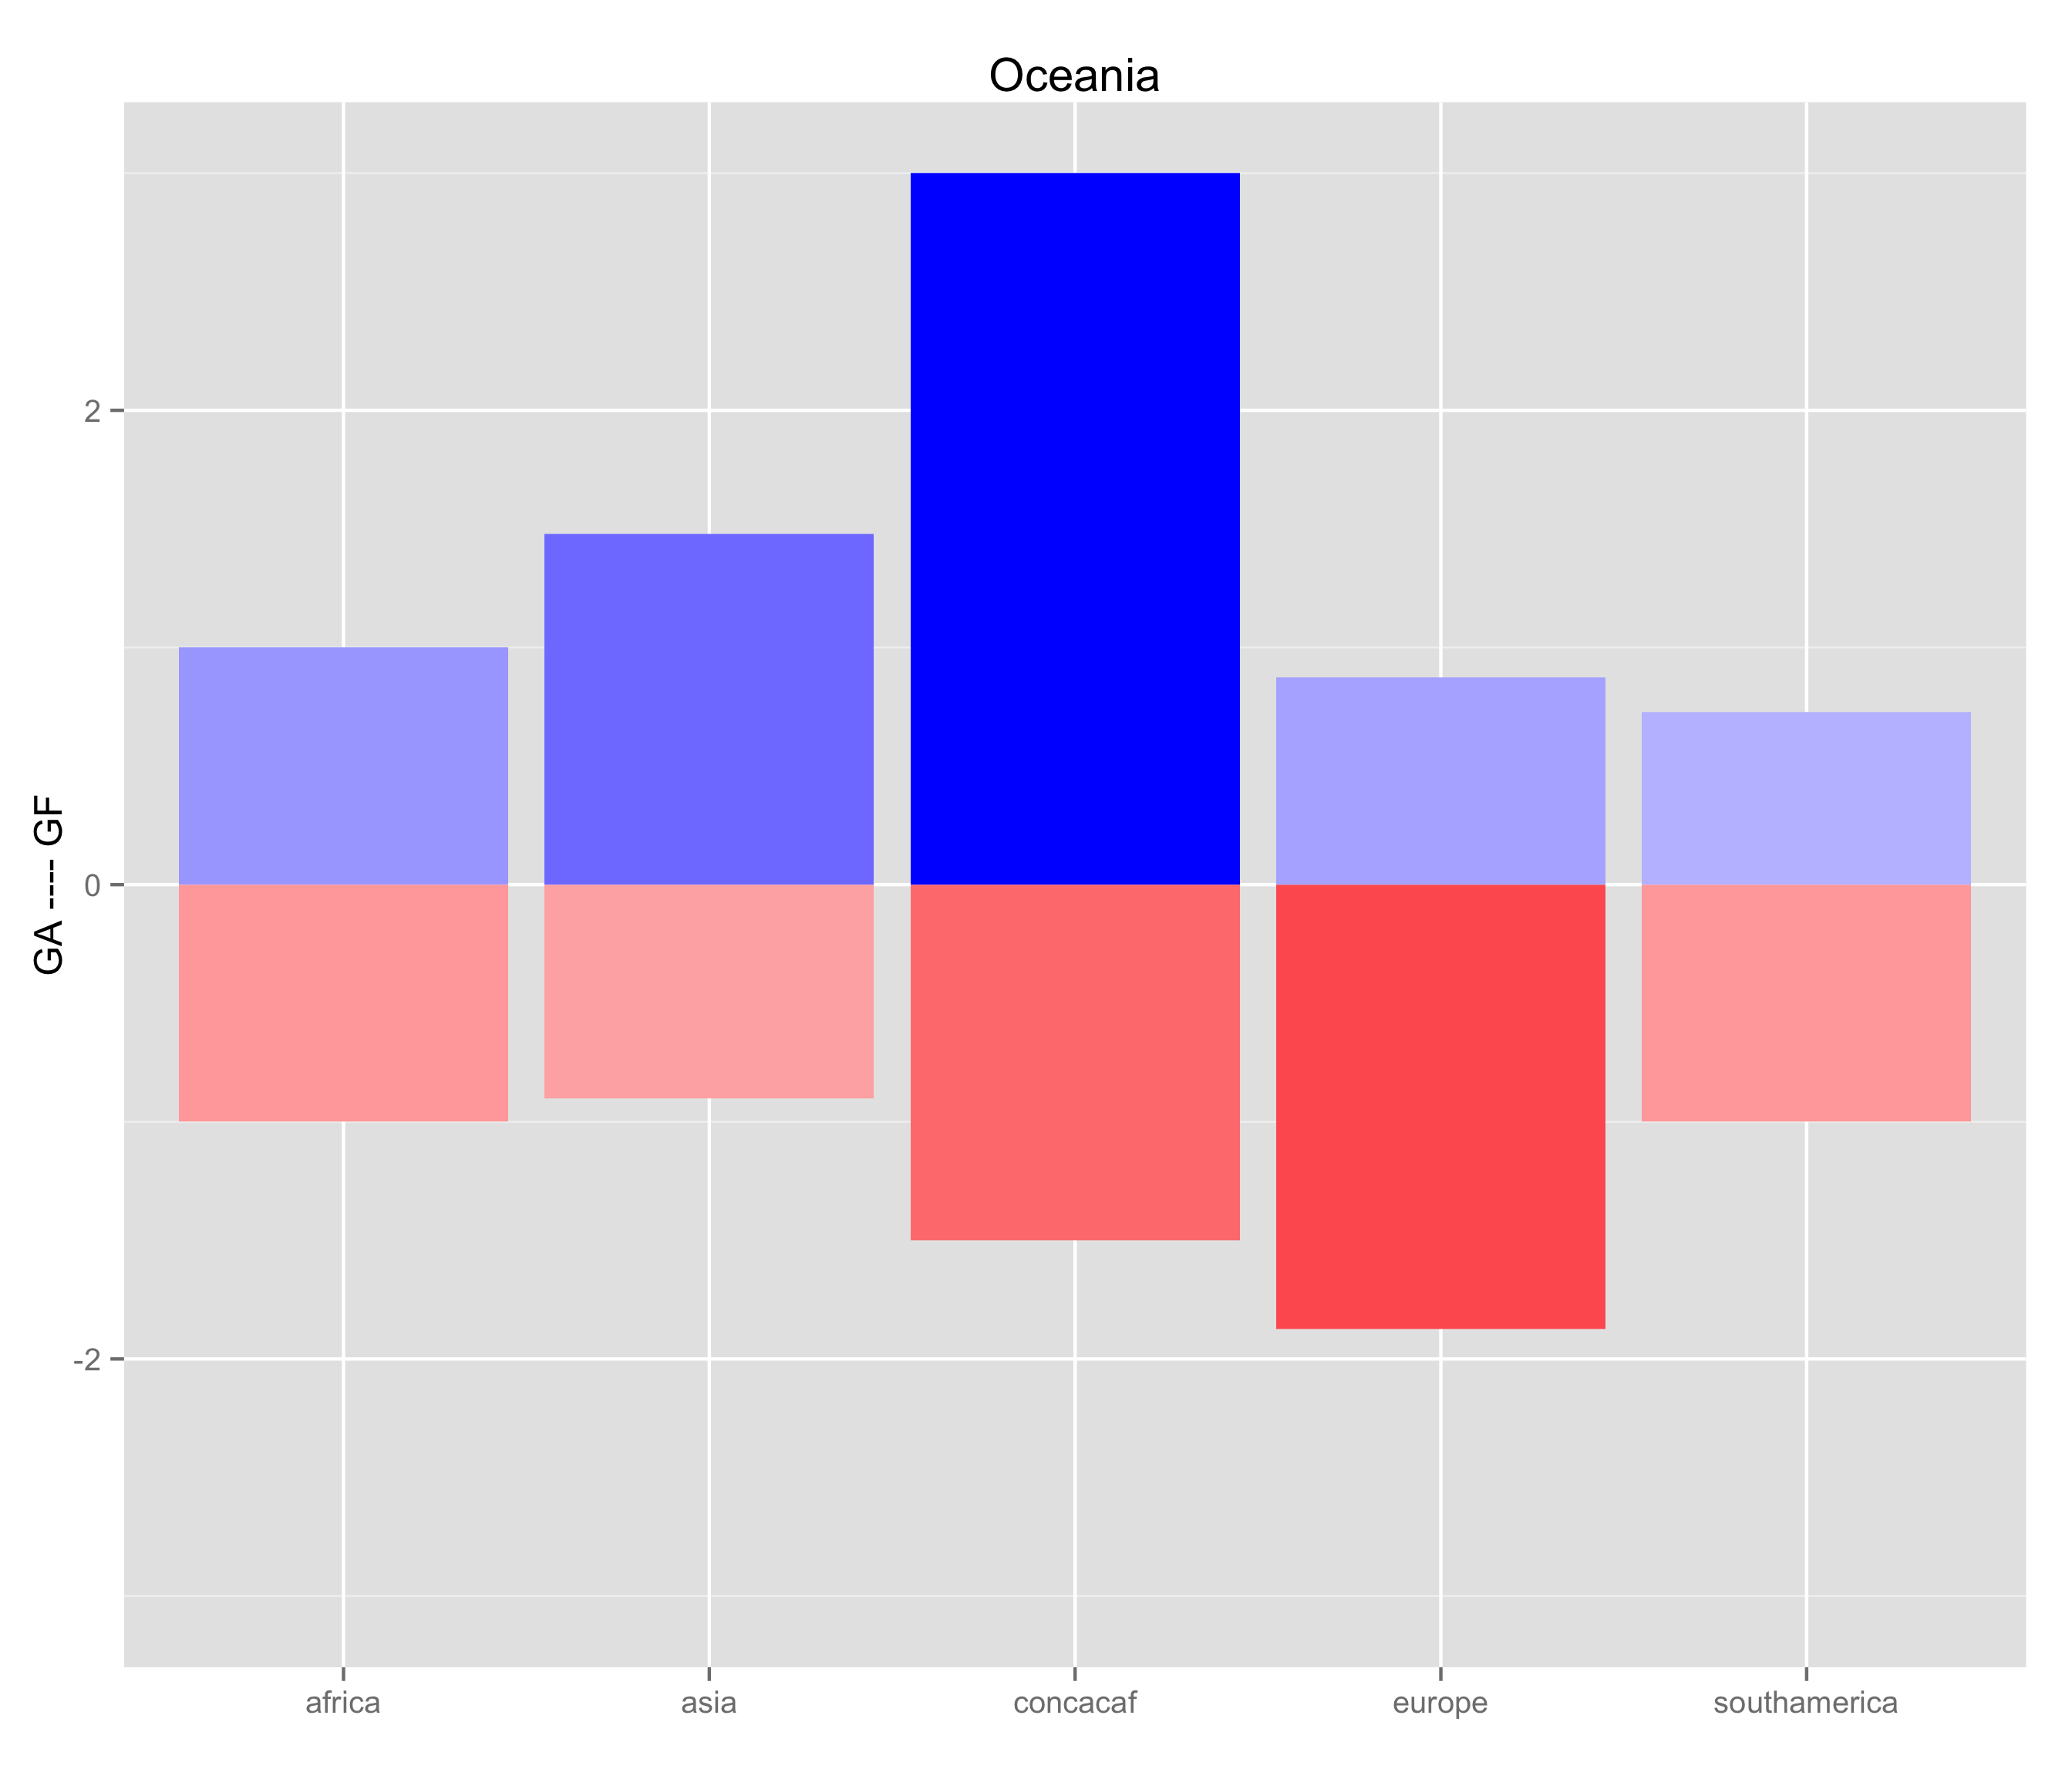 Oceania
GA ---- GF
2
0
-2
africa
asia
concacaf
europe
southamerica